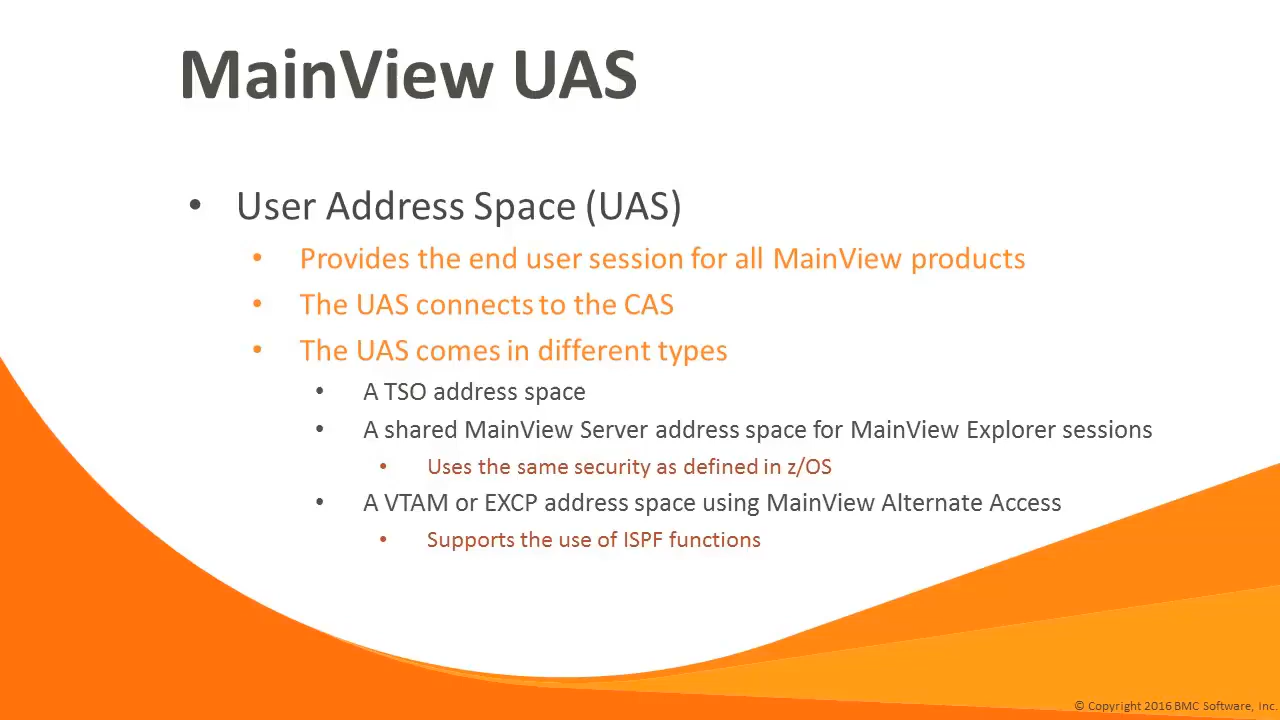 MainView UAS
• User Address Space (UAS)
• Provides the end user session for all MainView products
• The UAS connects to the CAS
• The UAS comes in different types
• A TSO address space
• A shared MainView Server address space for MainView Explorer sessions
• Uses the same security as defined in z/OS
• A VTAM or EXCP address space using MainView Alternate Access
• Supports the use of ISPF functions
© Copyright 2016 BMC Software, Inc.